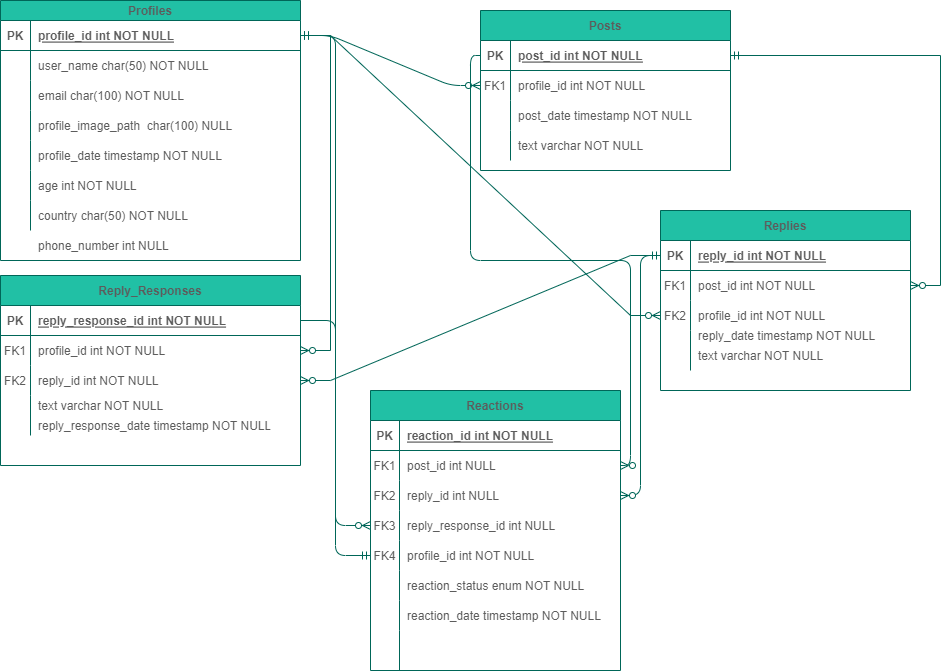 Profiles
PK profile_id int NOT NULL
user_name char(50) NOT NULL
email char(100) NOT NULL
profile_image_path  char(100) NULL
profile_date timestamp NOT NULL
age int NOT NULL
country char(50) NOT NULL
phone_number int NULL
Posts
PK post_id int NOT NULL
FK1 profile_id int NOT NULL
post_date timestamp NOT NULL
text varchar NOT NULL
Replies
PK reply_id int NOT NULL
FK1 post_id int NOT NULL
FK2 profile_id int NOT NULL
reply_date timestamp NOT NULL
text varchar NOT NULL
Reply_Responses
PK reply_response_id int NOT NULL
FK1 profile_id int NOT NULL
FK2 reply_id int NOT NULL
text varchar NOT NULL
reply_response_date timestamp NOT NULL
Reactions
PK reaction_id int NOT NULL
FK1 post_id int NULL
FK2 reply_id int NULL
FK3 reply_response_id int NULL
FK4 profile_id int NOT NULL
reaction_status enum NOT NULL
reaction_date timestamp NOT NULL